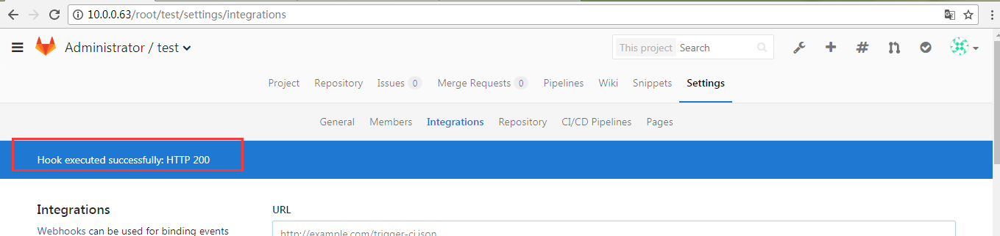 10.0.0.63/root/test/settings/integrations
Administrator / test
This project Search
Project Repository Issues 0 Merge Requests 0 Pipelines Wiki Snippets Settings
General Members Integrations Repository CI/CD Pipelines Pages
Hook executed successfully: HTTP 200
Integrations
URL
Webhooks can be used for binding events
http://example.com/trigger-ci.json